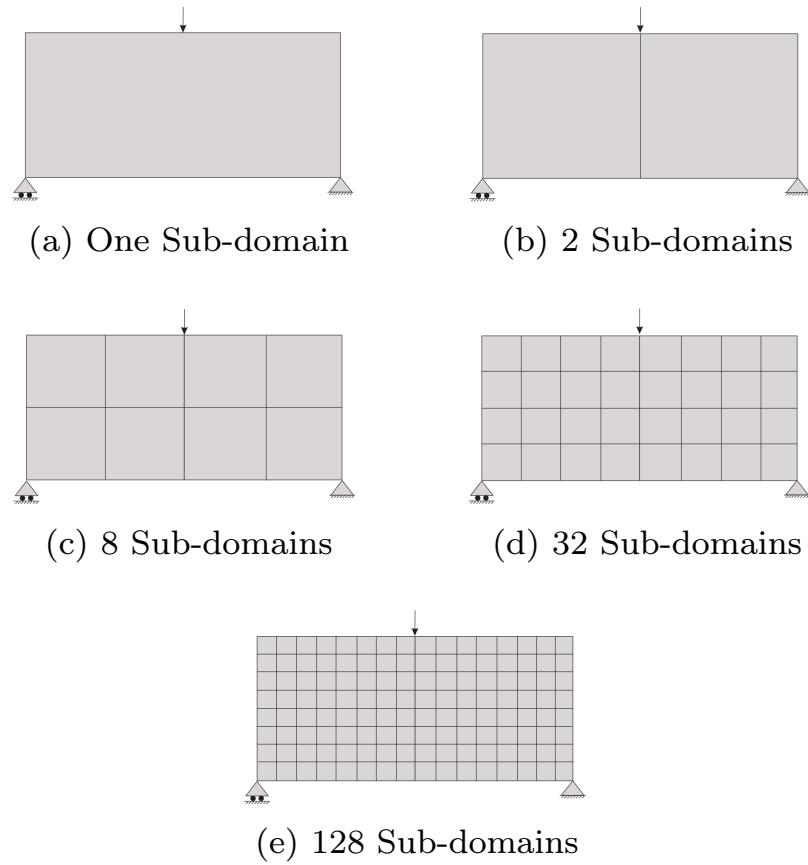 (a) One Sub-domain
(b) 2 Sub-domains
(c) 8 Sub-domains
(d) 32 Sub-domains
(e) 128 Sub-domains